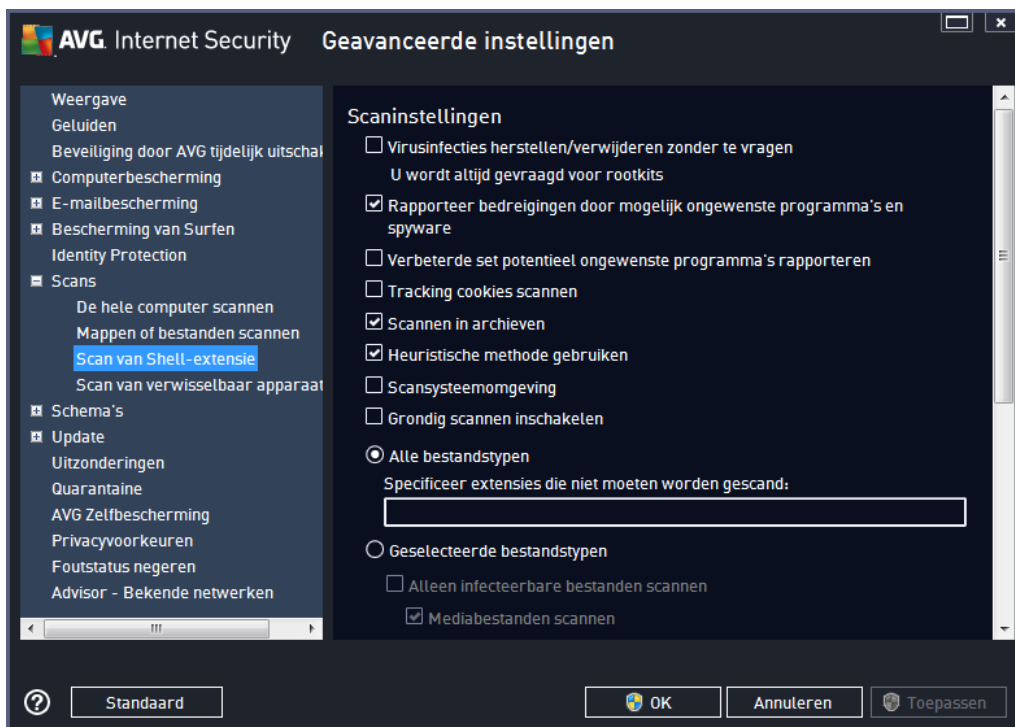 AVG. Internet Security Geavanceerde instellingen
Weergave
Geluiden
Beveiliging door AVG tijdelijk uitschal
Computerbescherming
E-mailbescherming
Bescherming van Surfen
Identity Protection
Scans
De hele computer scannen
Mappen of bestanden scannen
Scan van Shell-extensie
Scan van verwisselbaar apparaat
Schema's
Update
Uitzonderingen
Quarantaine
AVG Zelfbescherming
Privacyvoorkeuren
Foutstatus negeren
Advisor - Bekende netwerken
Scaninstellingen
Virusinfecties herstellen/verwijderen zonder te vragen
U wordt altijd gevraagd voor rootkits
Rapporteer bedreigingen door mogelijk ongewenste programma's en
spyware
Verbeterde set potentieel ongewenste programma's rapporteren
Tracking cookies scannen
Scannen in archieven
Heuristische methode gebruiken
Scansysteemomgeving
Grondig scannen inschakelen
Alle bestandstypen
Specificeer extensies die niet moeten worden gescand:
Geselecteerde bestandstypen
Alleen infecteerbare bestanden scannen
Mediabestanden scannen
? Standaard OK Annuleren Toepassen